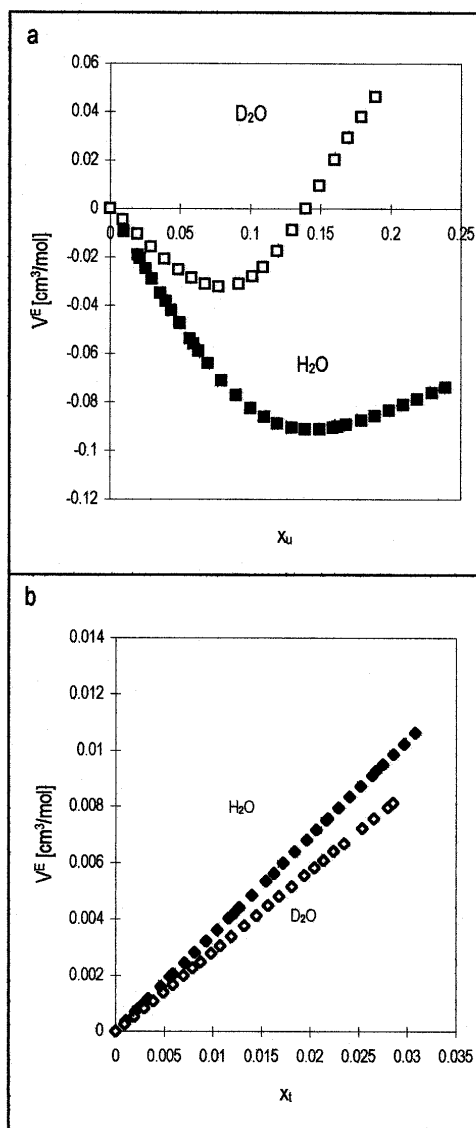 a
0.06
0.04
D₂O
0.02
0
0 0.05 0.1 0.15 0.2 0.25
-0.02
-0.04
Vᴱ [cm³/mol]
-0.06
H₂O
-0.08
-0.1
-0.12
xᵤ
b
0.014
0.012
0.01
Vᴱ [cm³/mol]
0.008
H₂O
0.006
0.004
D₂O
0.002
0
0 0.005 0.01 0.015 0.02 0.025 0.03 0.035
xₜ